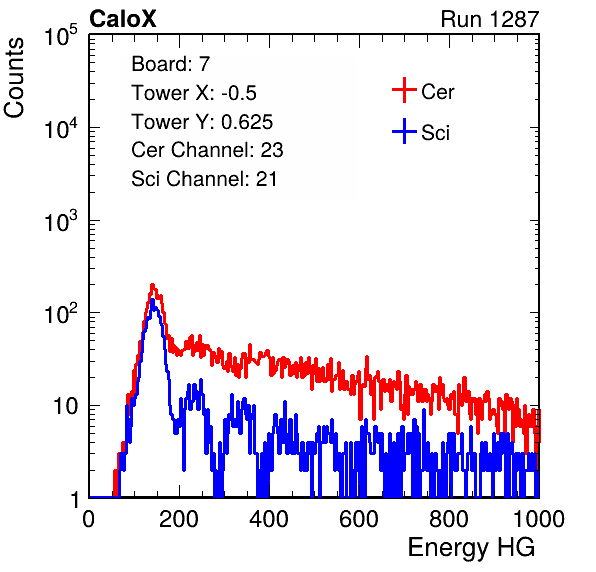 CaloX Run 1287
Counts
Board: 7
Tower X: -0.5
Tower Y: 0.625
Cer Channel: 23
Sci Channel: 21
Cer
Sci
10^5
10^4
10^3
10^2
10
1
0 200 400 600 800 1000
Energy HG